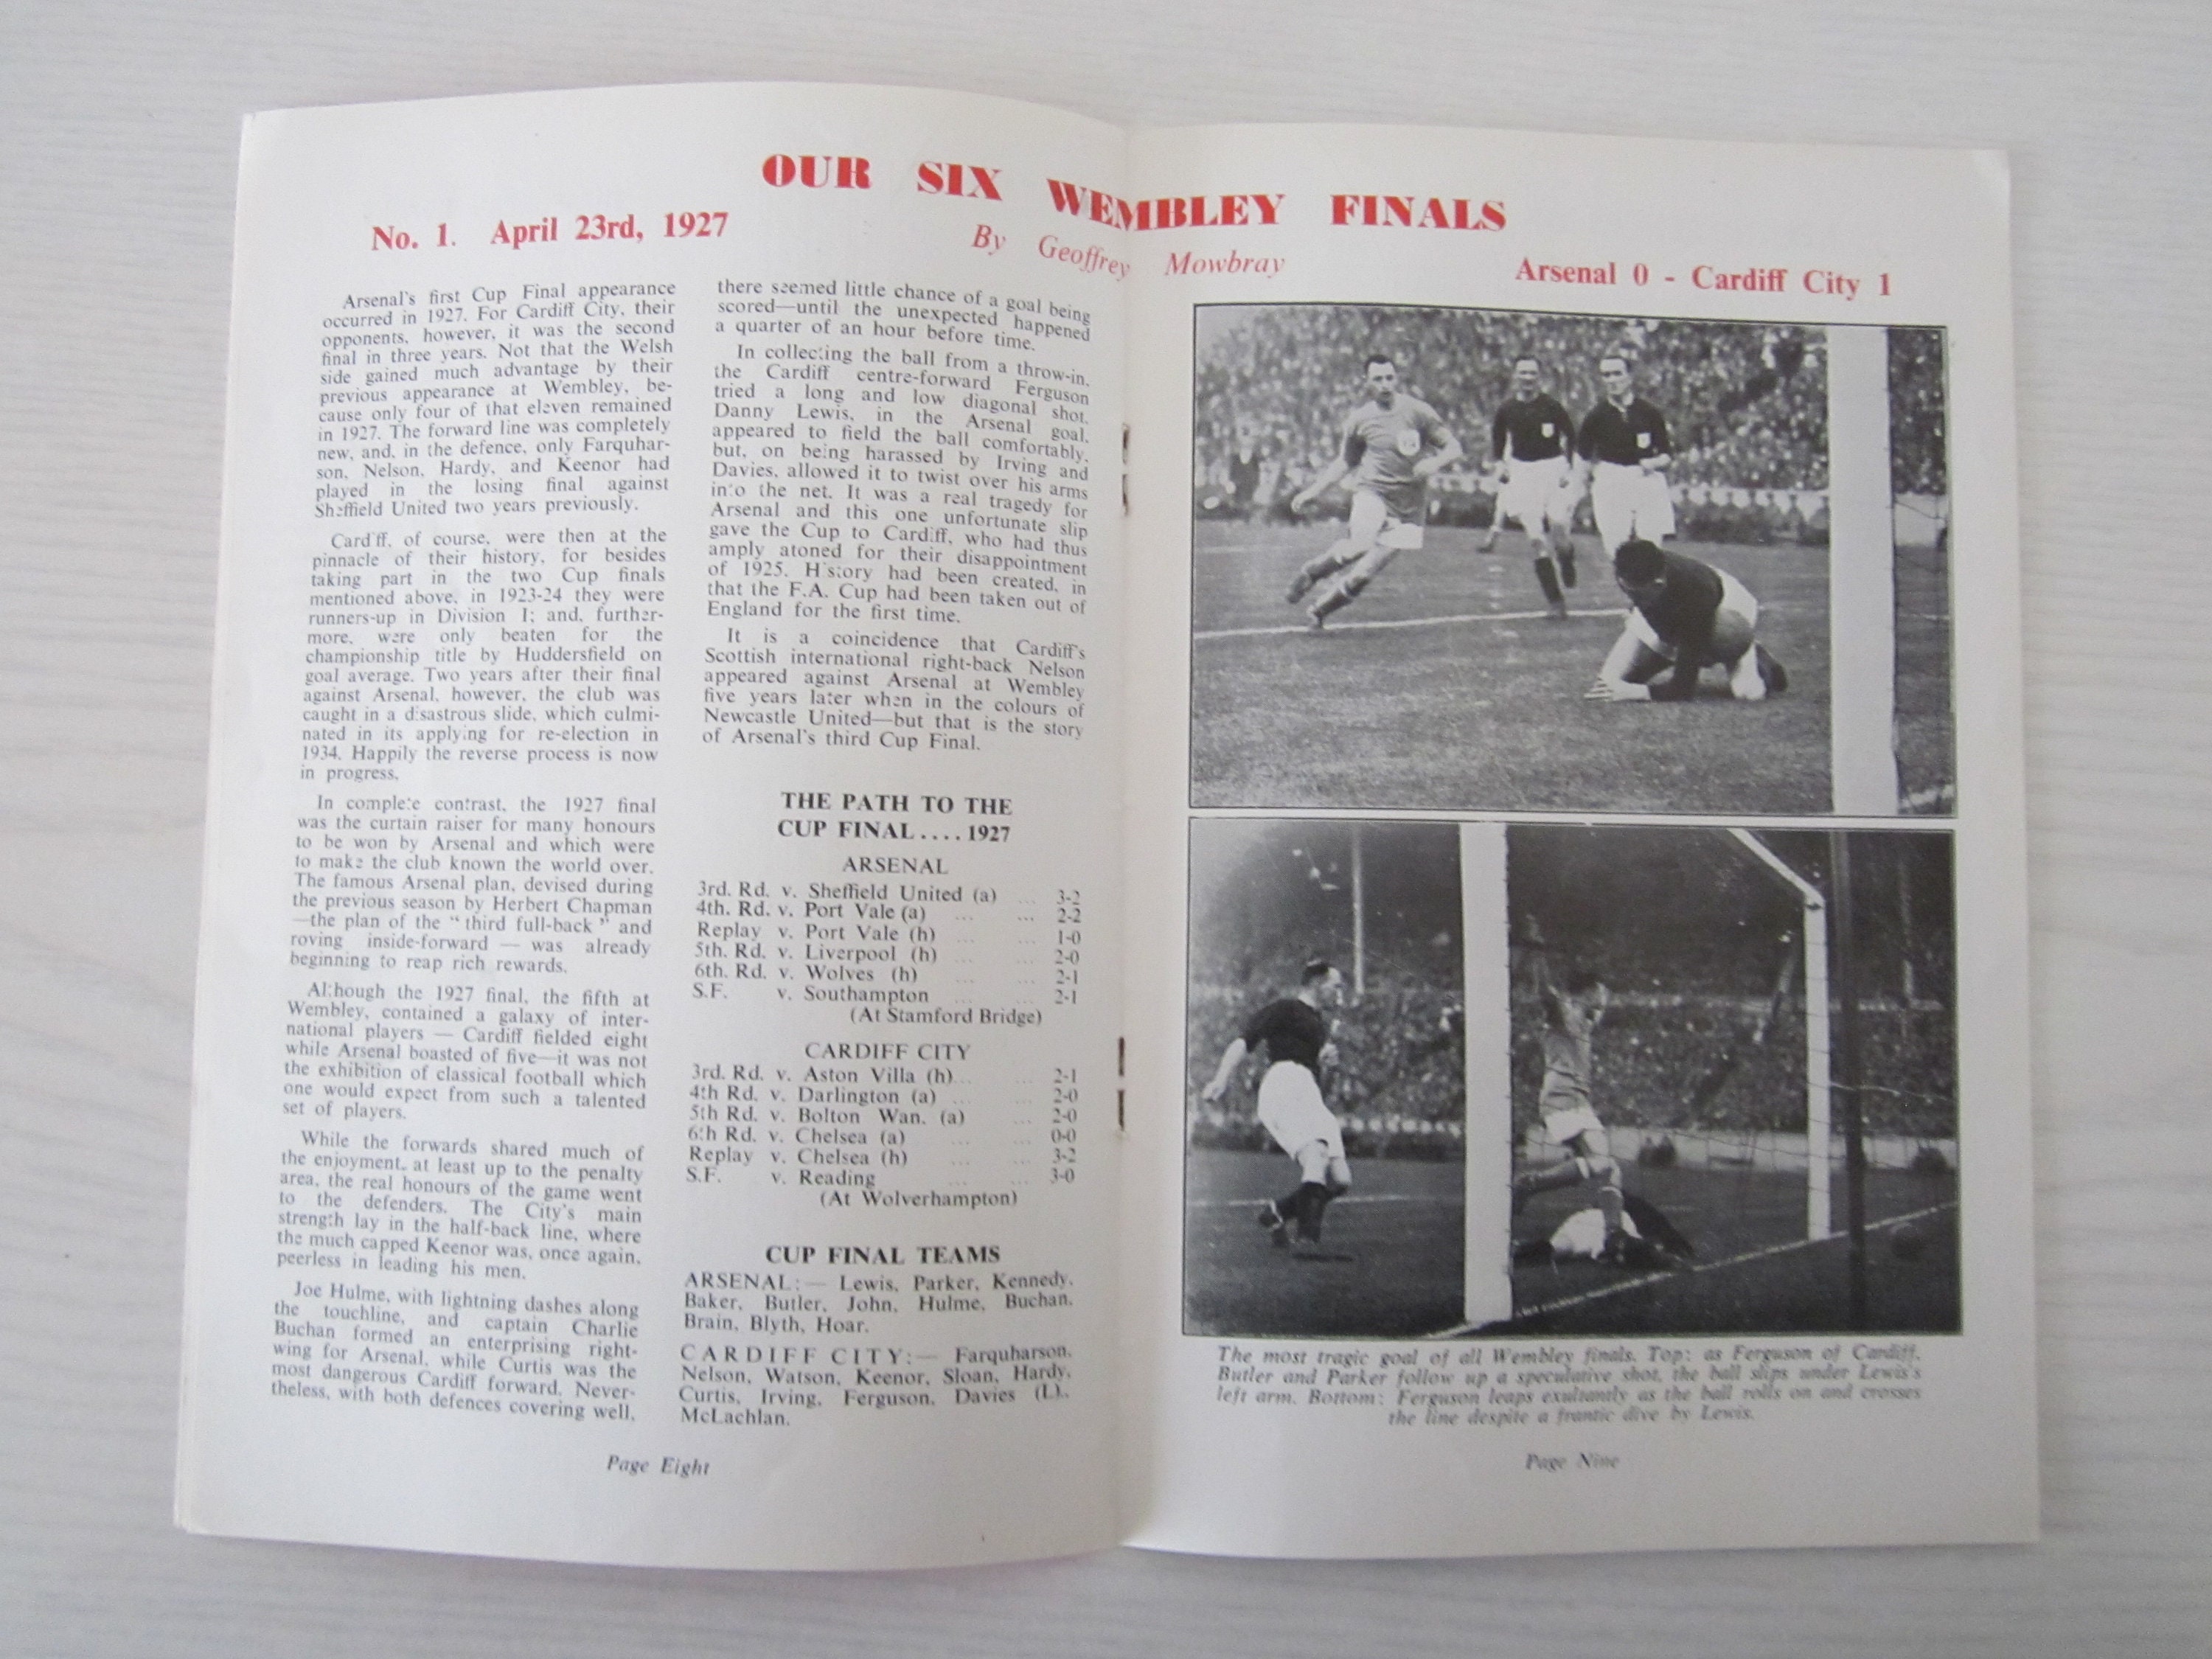 OUR SIX WEMBLEY FINALS
No. 1. April 23rd, 1927
By Geoffrey Mowbray
Arsenal 0 - Cardiff City 1
Arsenal's first Cup Final appearance
occurred in 1927. For Cardiff City, their
opponents, however, it was the second
final in three years. Not that the Welsh
side gained much advantage by their
previous appearance at Wembley, be-
cause only four of that eleven remained
in 1927. The forward line was completely
new, and, in the defence, only Farquhar-
son, Nelson, Hardy, and Keenor had
played in the losing final against
Sheffield United two years previously.
Cardiff, of course, were then at the
pinnacle of their history, for besides
taking part in the two Cup finals
mentioned above, in 1923-24 they were
runners-up in Division I; and, further-
more, were only beaten for the
championship title by Huddersfield on
goal average. Two years after their final
against Arsenal, however, the club was
caught in a disastrous slide, which culmi-
nated in its applying for re-election in
1934. Happily the reverse process is now
in progress.
In complete contrast, the 1927 final
was the curtain raiser for many honours
to be won by Arsenal and which were
to make the club known the world over.
The famous Arsenal plan, devised during
the previous season by Herbert Chapman
—the plan of the "third full-back" and
roving inside-forward — was already
beginning to reap rich rewards.
Although the 1927 final, the fifth at
Wembley, contained a galaxy of inter-
national players — Cardiff fielded eight
while Arsenal boasted of five—it was not
the exhibition of classical football which
one would expect from such a talented
set of players.
While the forwards shared much of
the enjoyment, at least up to the penalty
area, the real honours of the game went
to the defenders. The City's main
strength lay in the half-back line, where
the much capped Keenor was, once again,
peerless in leading his men.
Joe Hulme, with lightning dashes along
the touchline, and captain Charlie
Buchan formed an enterprising right-
wing for Arsenal, while Curtis was the
most dangerous Cardiff forward. Never-
theless, with both defences covering well,
there seemed little chance of a goal being
scored—until the unexpected happened
a quarter of an hour before time.
In collecting the ball from a throw-in,
the Cardiff centre-forward Ferguson
tried a long and low diagonal shot.
Danny Lewis, in the Arsenal goal,
appeared to field the ball comfortably,
but, on being harassed by Irving and
Davies, allowed it to twist over his arms
into the net. It was a real tragedy for
Arsenal and this one unfortunate slip
gave the Cup to Cardiff, who had thus
amply atoned for their disappointment
of 1925. History had been created, in
that the F.A. Cup had been taken out of
England for the first time.
It is a coincidence that Cardiff's
Scottish international right-back Nelson
appeared against Arsenal at Wembley
five years later when in the colours of
Newcastle United—but that is the story
of Arsenal's third Cup Final.
THE PATH TO THE
CUP FINAL .... 1927
ARSENAL
3rd. Rd. v. Sheffield United (a) ... 3-2
4th. Rd. v. Port Vale (a) ... ... 2-2
Replay v. Port Vale (h) ... ... 1-0
5th. Rd. v. Liverpool (h) ... ... 2-0
6th. Rd. v. Wolves (h) ... ... 2-1
S.F. v. Southampton ... ... 2-1
(At Stamford Bridge)
CARDIFF CITY
3rd. Rd. v. Aston Villa (h)... ... 2-1
4th Rd. v. Darlington (a) ... ... 2-0
5th Rd. v. Bolton Wan. (a) ... 2-0
6th Rd. v. Chelsea (a) ... ... 0-0
Replay v. Chelsea (h) ... ... 3-2
S.F. v. Reading ... ... 3-0
(At Wolverhampton)
CUP FINAL TEAMS
ARSENAL:— Lewis, Parker, Kennedy,
Baker, Butler, John, Hulme, Buchan,
Brain, Blyth, Hoar.
CARDIFF CITY:— Farquharson,
Nelson, Watson, Keenor, Sloan, Hardy,
Curtis, Irving, Ferguson, Davies (L).,
McLachlan.
Page Eight
The most tragic goal of all Wembley finals. Top: as Ferguson of Cardiff,
Butler and Parker follow up a speculative shot, the ball slips under Lewis's
left arm. Bottom: Ferguson leaps exultantly as the ball rolls on and crosses
the line despite a frantic dive by Lewis.
Page Nine